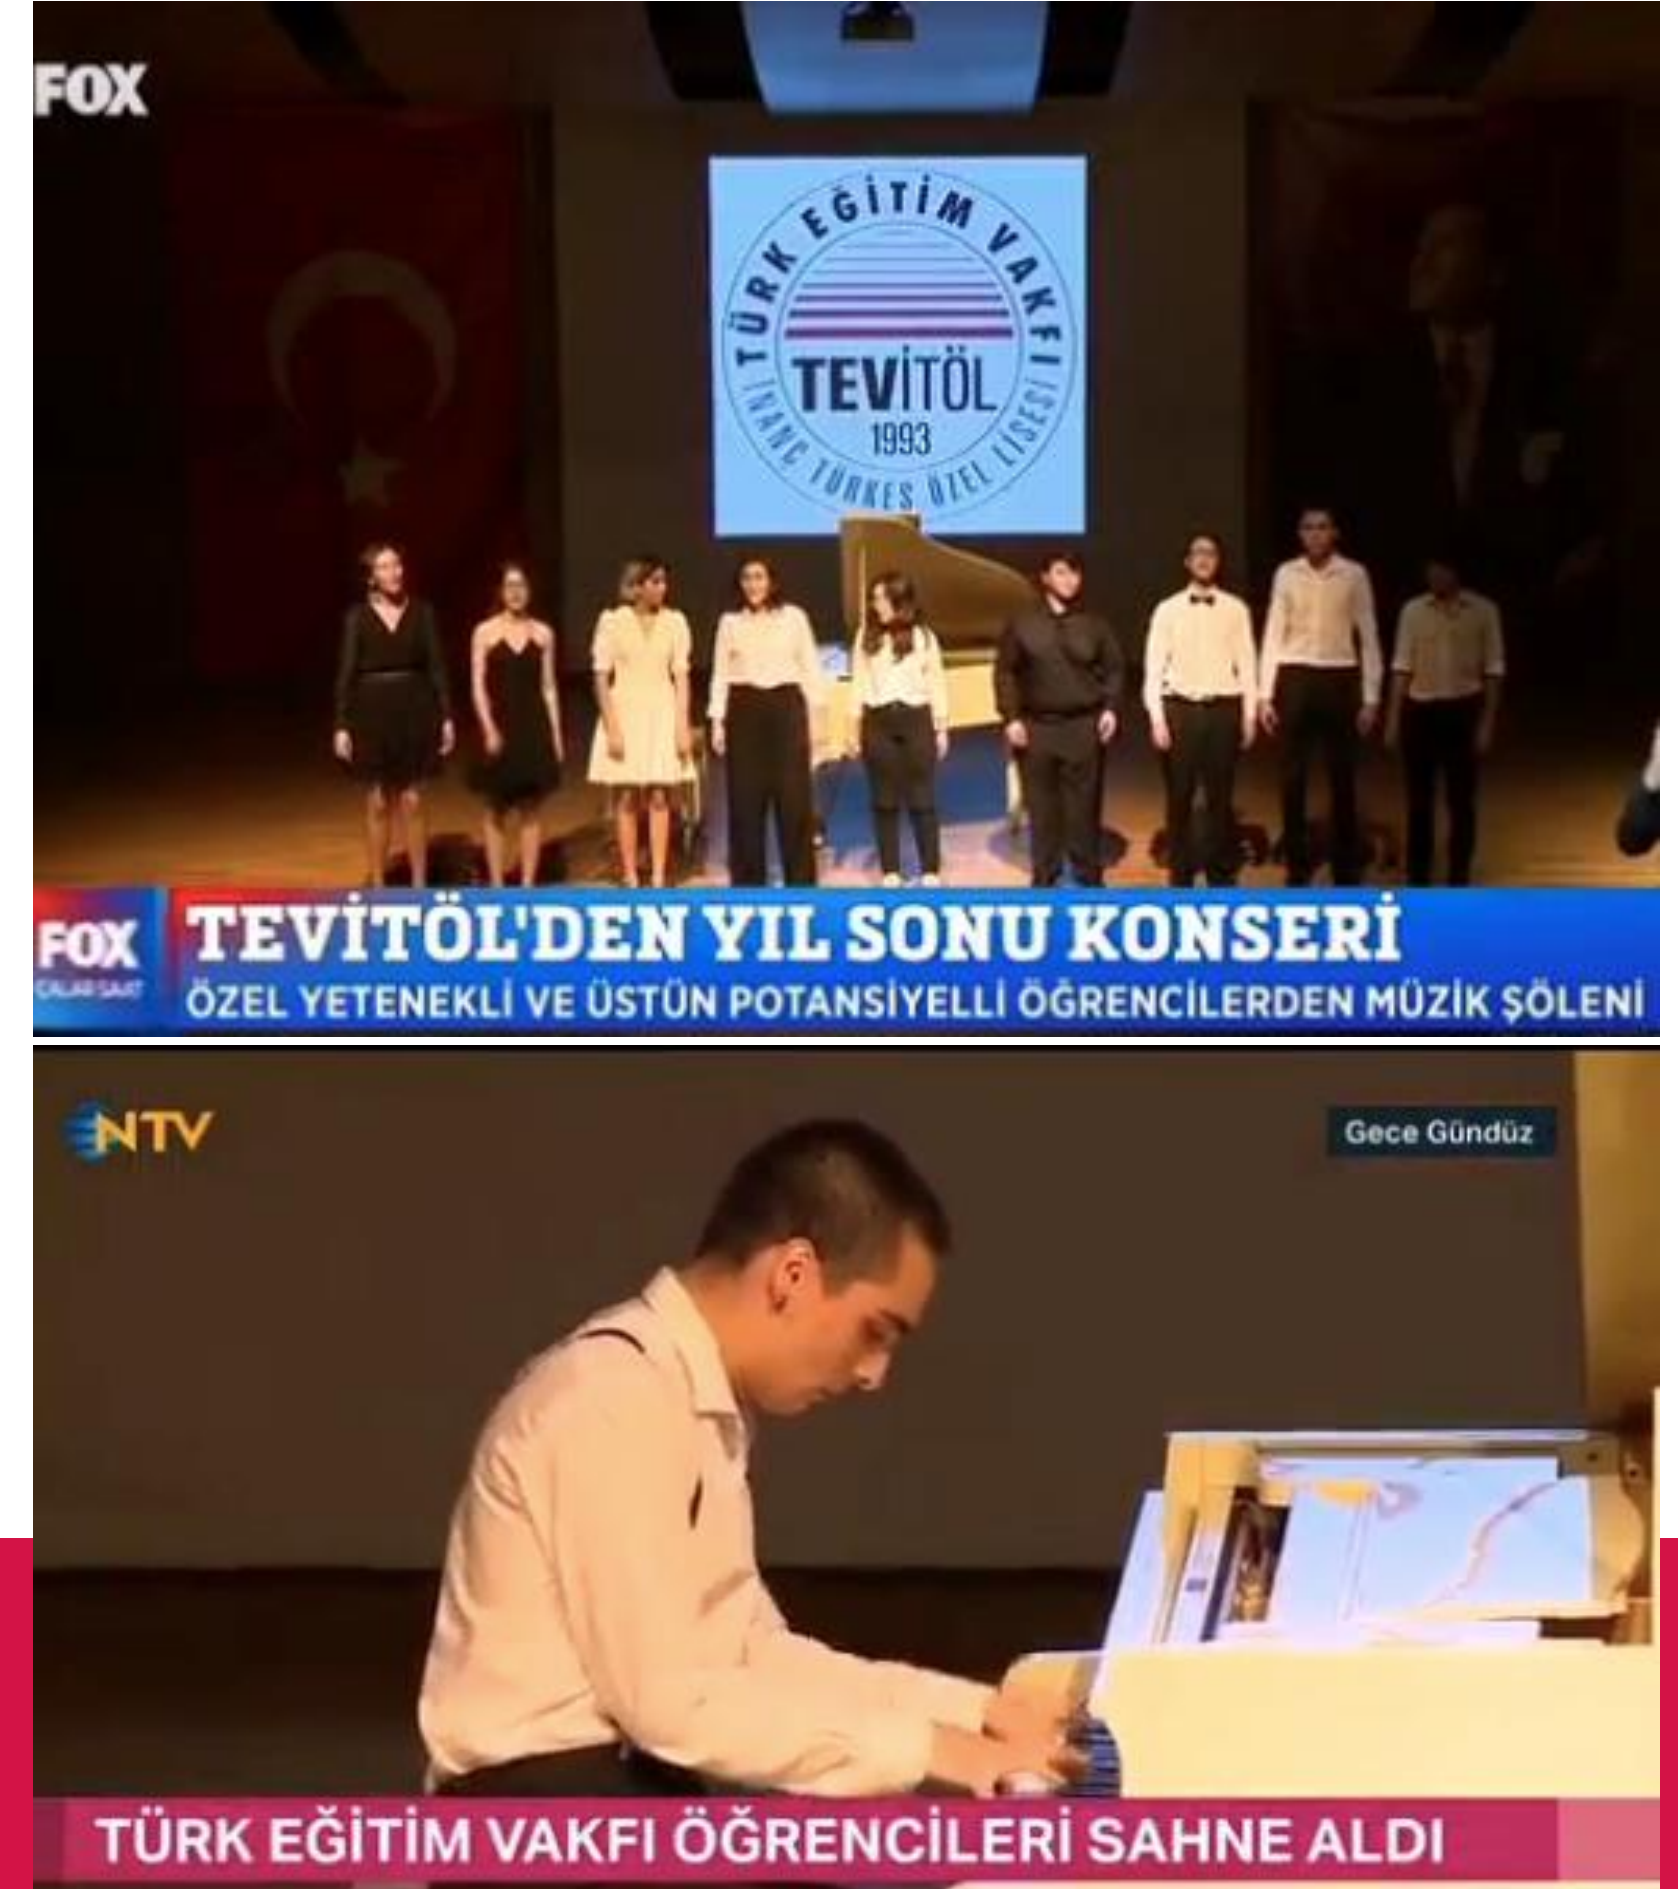 FOX
TÜRK EĞİTİM VAKFI
TEVİTÖL
1993
İNANÇ TÜRKEŞ ÖZEL LİSESİ
FOX
ÇALAR SAAT
TEVİTÖL'DEN YIL SONU KONSERİ
ÖZEL YETENEKLİ VE ÜSTÜN POTANSİYELLİ ÖĞRENCİLERDEN MÜZİK ŞÖLENİ
NTV
Gece Gündüz
TÜRK EĞİTİM VAKFI ÖĞRENCİLERİ SAHNE ALDI